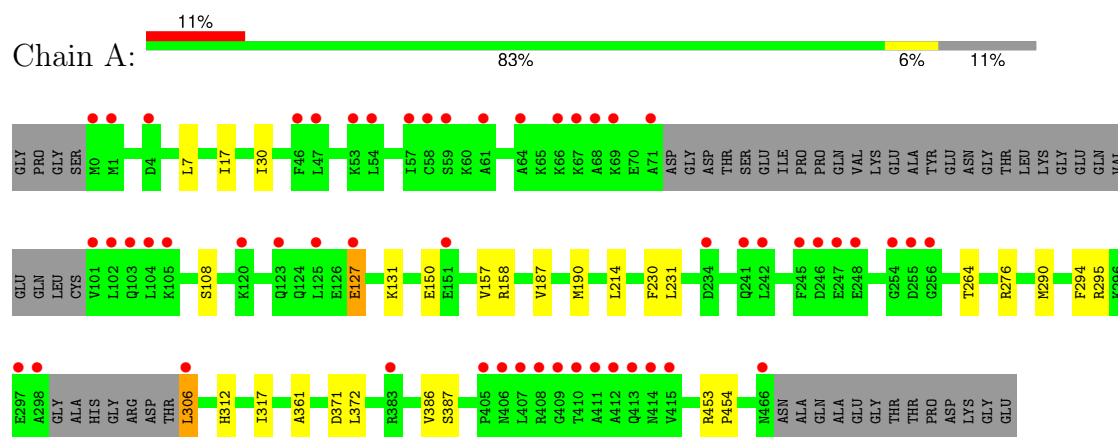 11%
Chain A:
83% 6% 11%
GLY PRO GLY SER M0 M1 D4 L7 I17 I30 F46 L47 K53 L54 I57 C58 S59 K60 A61 A64 K65 K66 K67 A68 K69 E70 A71 ASP GLY ASP THR SER GLU ILE PRO PRO GLN VAL LYS GLU ALA TYR GLU ASN GLY THR LEU LYS GLY GLU GLN VAL
GLU GLN LEU CYS V101 L102 Q103 L104 K105 S108 K120 Q123 Q124 L125 E126 E127 K131 E150 E151 V157 R158 V187 M190 L214 F230 L231 D234 Q241 L242 F245 D246 E247 E248 G254 D255 G256 T264 R276 M290 F294 R295 K296
E297 A298 GLY ALA HIS GLY ARG ASP THR L306 H312 I317 A361 D371 L372 R383 V386 S387 P405 N406 L407 R408 G409 T410 A411 A412 Q413 N414 V415 R453 P454 N466 ASN ALA GLN ALA GLU GLY THR THR PRO ASP LYS GLY GLU